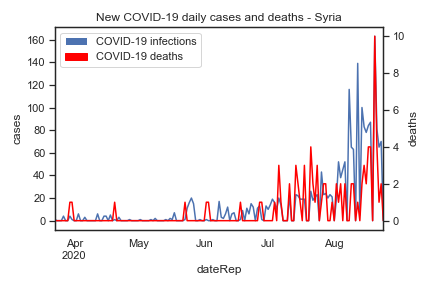 New COVID-19 daily cases and deaths - Syria
COVID-19 infections
COVID-19 deaths
160
140
120
100
80
60
40
20
0
cases
10
8
6
4
2
0
deaths
Apr
2020
May
Jun
Jul
Aug
dateRep